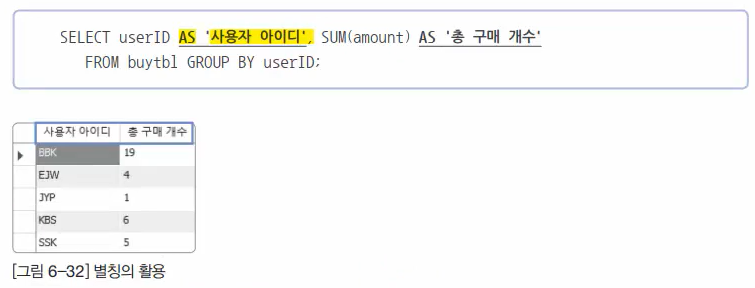 SELECT userID AS '사용자 아이디', SUM(amount) AS '총 구매 개수'
FROM buytbl GROUP BY userID;
사용자 아이디 총 구매 개수
BBK 19
EJW 4
JYP 1
KBS 6
SSK 5
[그림 6-32] 별칭의 활용